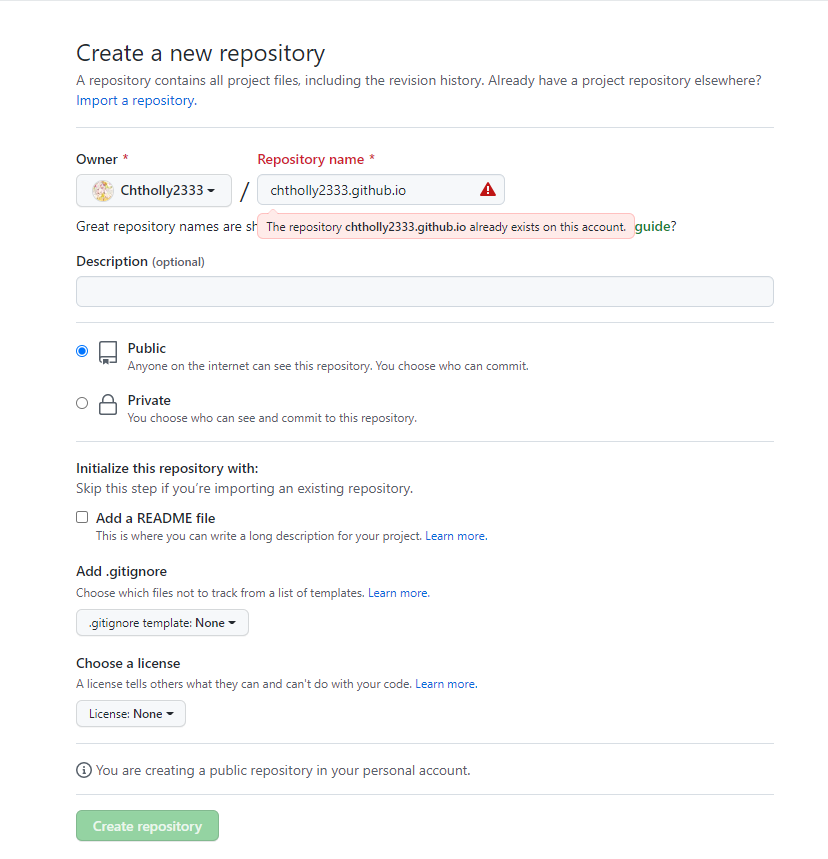 Create a new repository
A repository contains all project files, including the revision history. Already have a project repository elsewhere?
Import a repository.
Owner * Repository name *
Chtholly2333 / chtholly2333.github.io
Great repository names are sh
The repository chtholly2333.github.io already exists on this account.
guide?
Description (optional)
Public
Anyone on the internet can see this repository. You choose who can commit.
Private
You choose who can see and commit to this repository.
Initialize this repository with:
Skip this step if you’re importing an existing repository.
Add a README file
This is where you can write a long description for your project. Learn more.
Add .gitignore
Choose which files not to track from a list of templates. Learn more.
.gitignore template: None
Choose a license
A license tells others what they can and can't do with your code. Learn more.
License: None
You are creating a public repository in your personal account.
Create repository